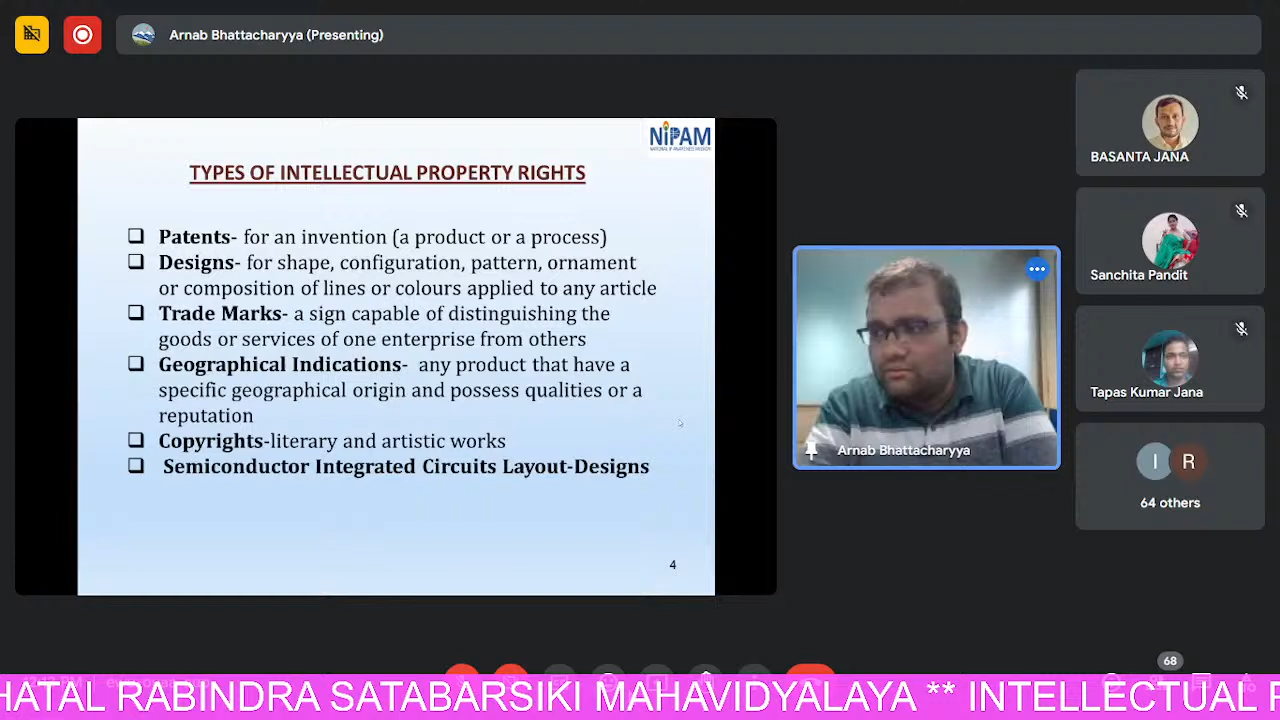 Arnab Bhattacharyya (Presenting)
NIPAM
TYPES OF INTELLECTUAL PROPERTY RIGHTS
❑ Patents- for an invention (a product or a process)
❑ Designs- for shape, configuration, pattern, ornament
or composition of lines or colours applied to any article
❑ Trade Marks- a sign capable of distinguishing the
goods or services of one enterprise from others
❑ Geographical Indications- any product that have a
specific geographical origin and possess qualities or a
reputation
❑ Copyrights-literary and artistic works
❑ Semiconductor Integrated Circuits Layout-Designs
4
Arnab Bhattacharyya
BASANTA JANA
Sanchita Pandit
Tapas Kumar Jana
I R
64 others
68
HATAL RABINDRA SATABARSIKI MAHAVIDYALAYA ** INTELLECTUAL